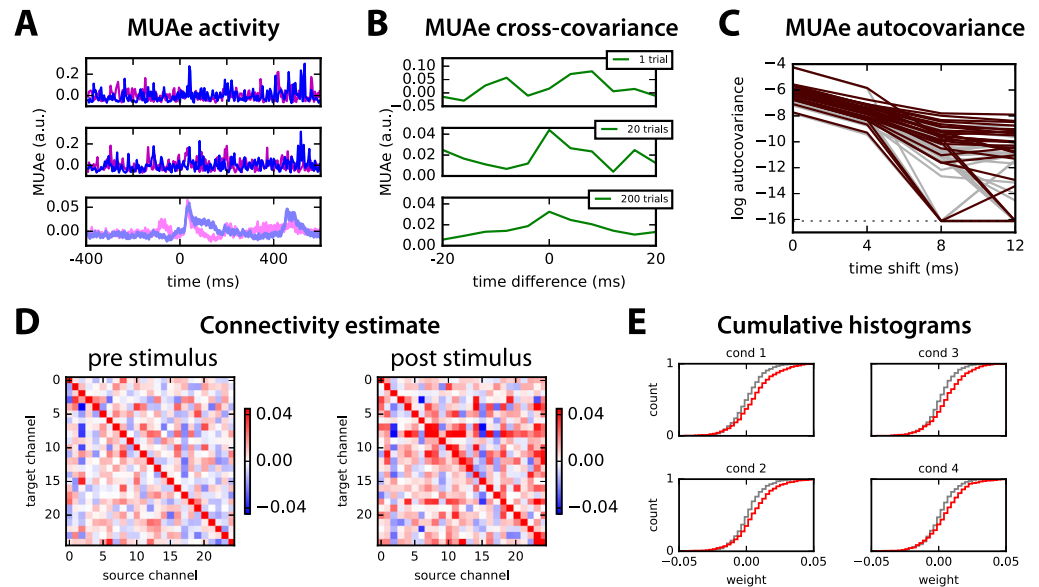 A MUAe activity
0.2
0.0
0.2
0.0
0.05
0.00
MUAe (a.u.)
-400 0 400
time (ms)
B MUAe cross-covariance
1 trial
0.10
0.05
0.00
0.05
20 trials
0.04
0.02
0.00
200 trials
0.04
0.02
0.00
MUAe (a.u.)
-20 0 20
time difference (ms)
C MUAe autocovariance
−4
−6
−8
−10
−12
−14
−16
log autocovariance
0 4 8 12
time shift (ms)
D Connectivity estimate
pre stimulus
0
5
10
15
20
target channel
0 5 10 15 20
source channel
0.04
0.00
−0.04
post stimulus
0
5
10
15
20
target channel
0 5 10 15 20
source channel
0.04
0.00
−0.04
E Cumulative histograms
cond 1
1
0
count
cond 3
cond 2
1
0
count
−0.05 0.00 0.05
weight
cond 4
−0.05 0.00 0.05
weight